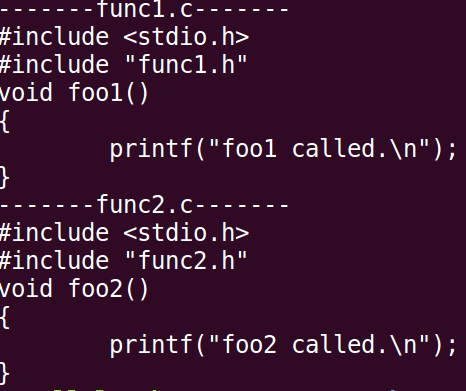 -------func1.c-------
#include <stdio.h>
#include "func1.h"
void foo1()
{
        printf("foo1 called.\n");
}
-------func2.c-------
#include <stdio.h>
#include "func2.h"
void foo2()
{
        printf("foo2 called.\n");
}